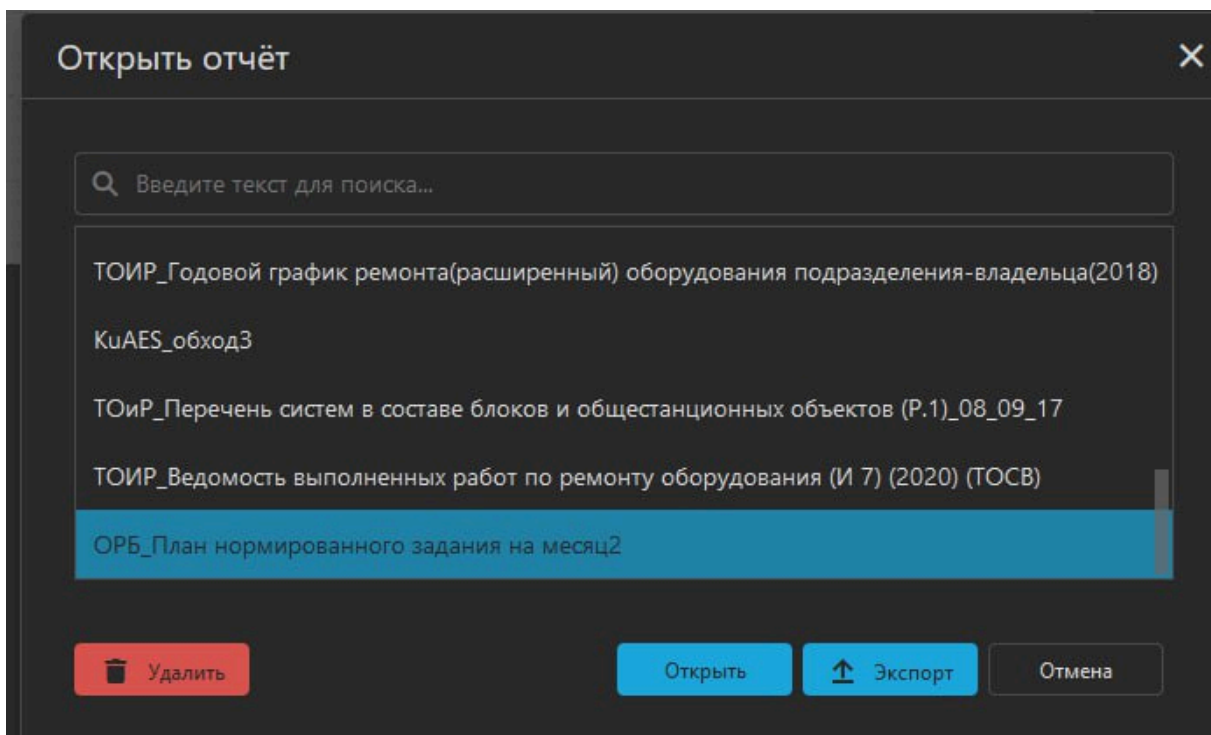 Открыть отчёт
Введите текст для поиска...
ТОИР_Годовой график ремонта(расширенный) оборудования подразделения-владельца(2018)
KuAES_обход3
ТОиР_Перечень систем в составе блоков и общестанционных объектов (Р.1)_08_09_17
ТОИР_Ведомость выполненных работ по ремонту оборудования (И 7) (2020) (ТОСВ)
ОРБ_План нормированного задания на месяц2
Удалить
Открыть
Экспорт
Отмена